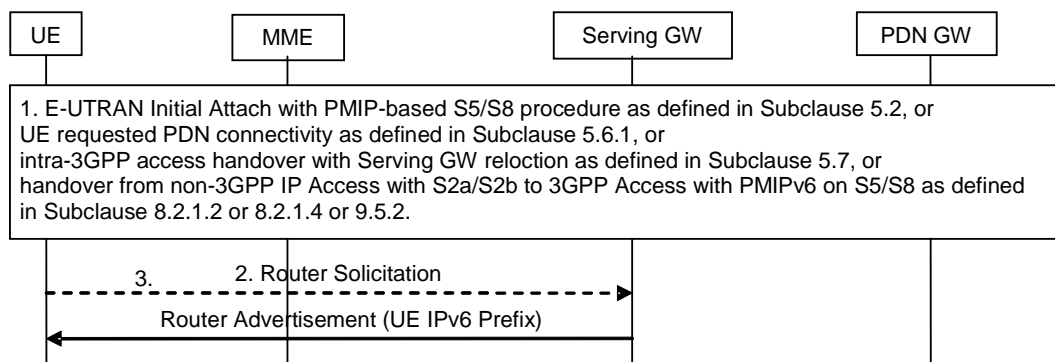 UE
MME
Serving GW
PDN GW
1. E-UTRAN Initial Attach with PMIP-based S5/S8 procedure as defined in Subclause 5.2, or
UE requested PDN connectivity as defined in Subclause 5.6.1, or
intra-3GPP access handover with Serving GW reloction as defined in Subclause 5.7, or
handover from non-3GPP IP Access with S2a/S2b to 3GPP Access with PMIPv6 on S5/S8 as defined
in Subclause 8.2.1.2 or 8.2.1.4 or 9.5.2.
2. Router Solicitation
3.
Router Advertisement (UE IPv6 Prefix)